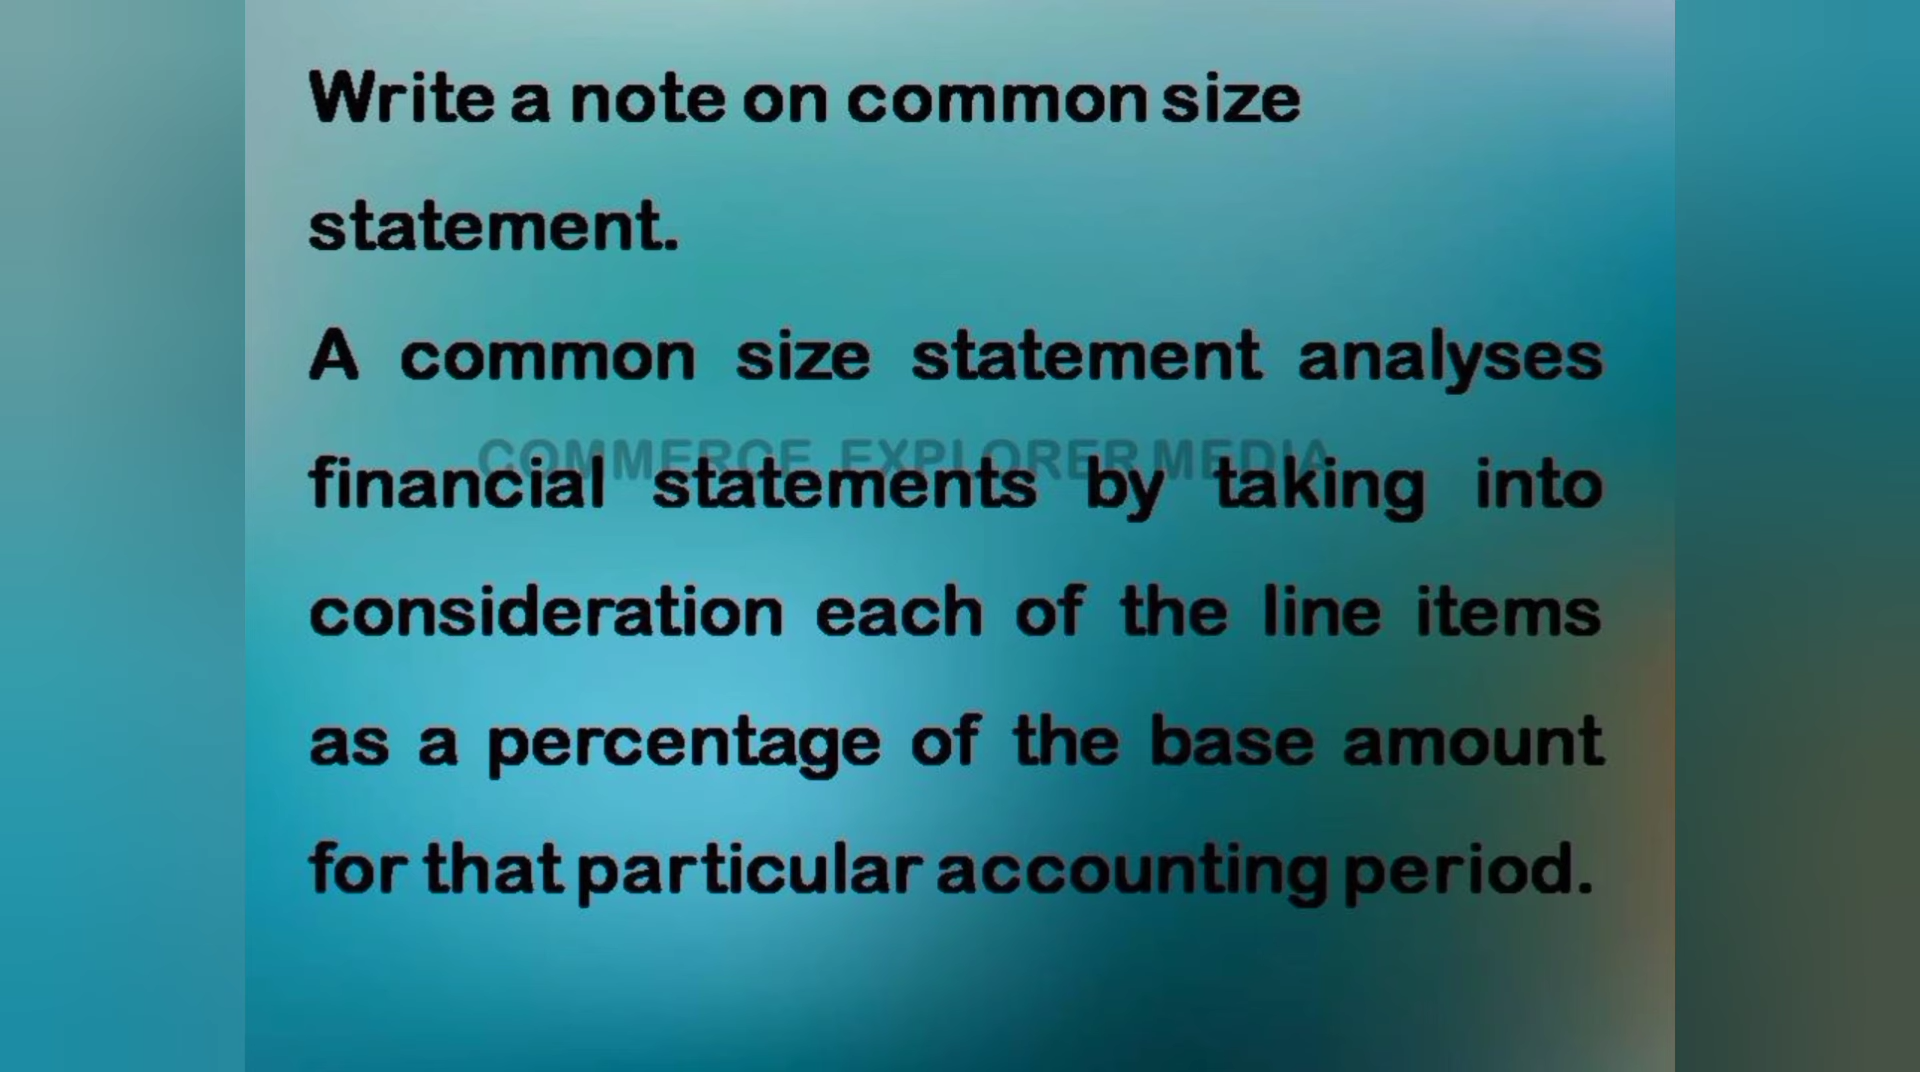 Write a note on common size
statement.
A common size statement analyses
COMMERCE EXPLORER MEDIA
financial statements by taking into
consideration each of the line items
as a percentage of the base amount
for that particular accounting period.